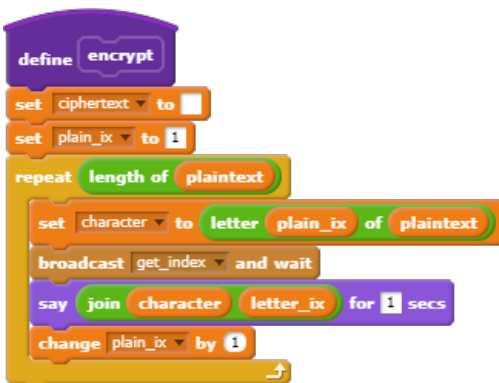 define encrypt
set ciphertext to
set plain_ix to 1
repeat length of plaintext
set character to letter plain_ix of plaintext
broadcast get_index and wait
say join character letter_ix for 1 secs
change plain_ix by 1